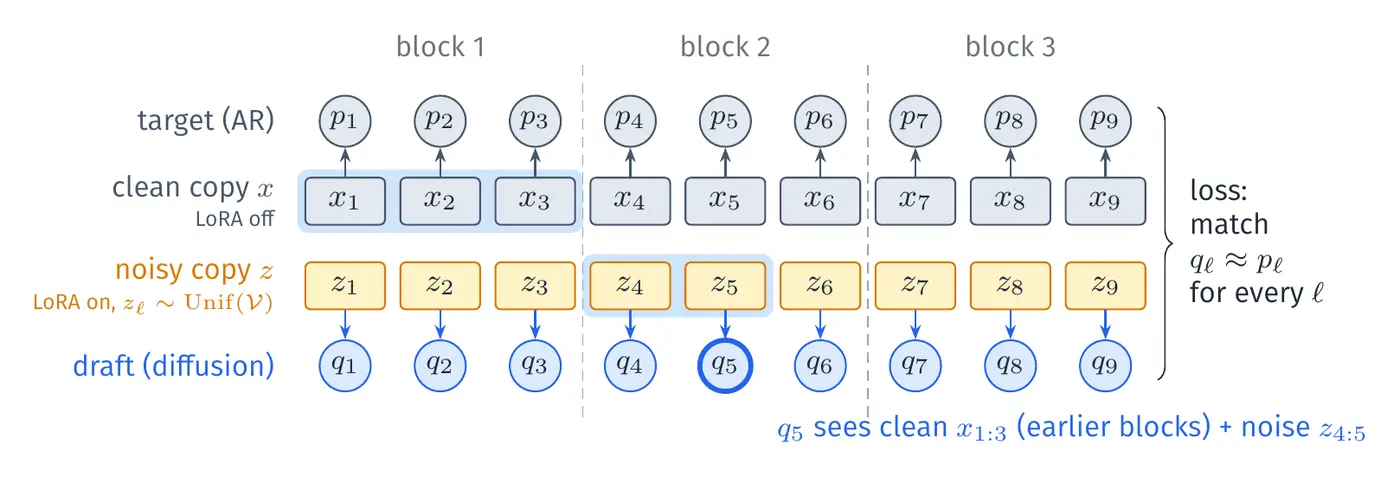 block 1 block 2 block 3
target (AR) p₁ p₂ p₃ p₄ p₅ p₆ p₇ p₈ p₉
clean copy x x₁ x₂ x₃ x₄ x₅ x₆ x₇ x₈ x₉
LoRA off
noisy copy z z₁ z₂ z₃ z₄ z₅ z₆ z₇ z₈ z₉
LoRA on, z_ℓ ∼ Unif(𝒱)
draft (diffusion) q₁ q₂ q₃ q₄ q₅ q₆ q₇ q₈ q₉
loss:
match
q_ℓ ≈ p_ℓ
for every ℓ
q₅ sees clean x₁:₃ (earlier blocks) + noise z₄:₅